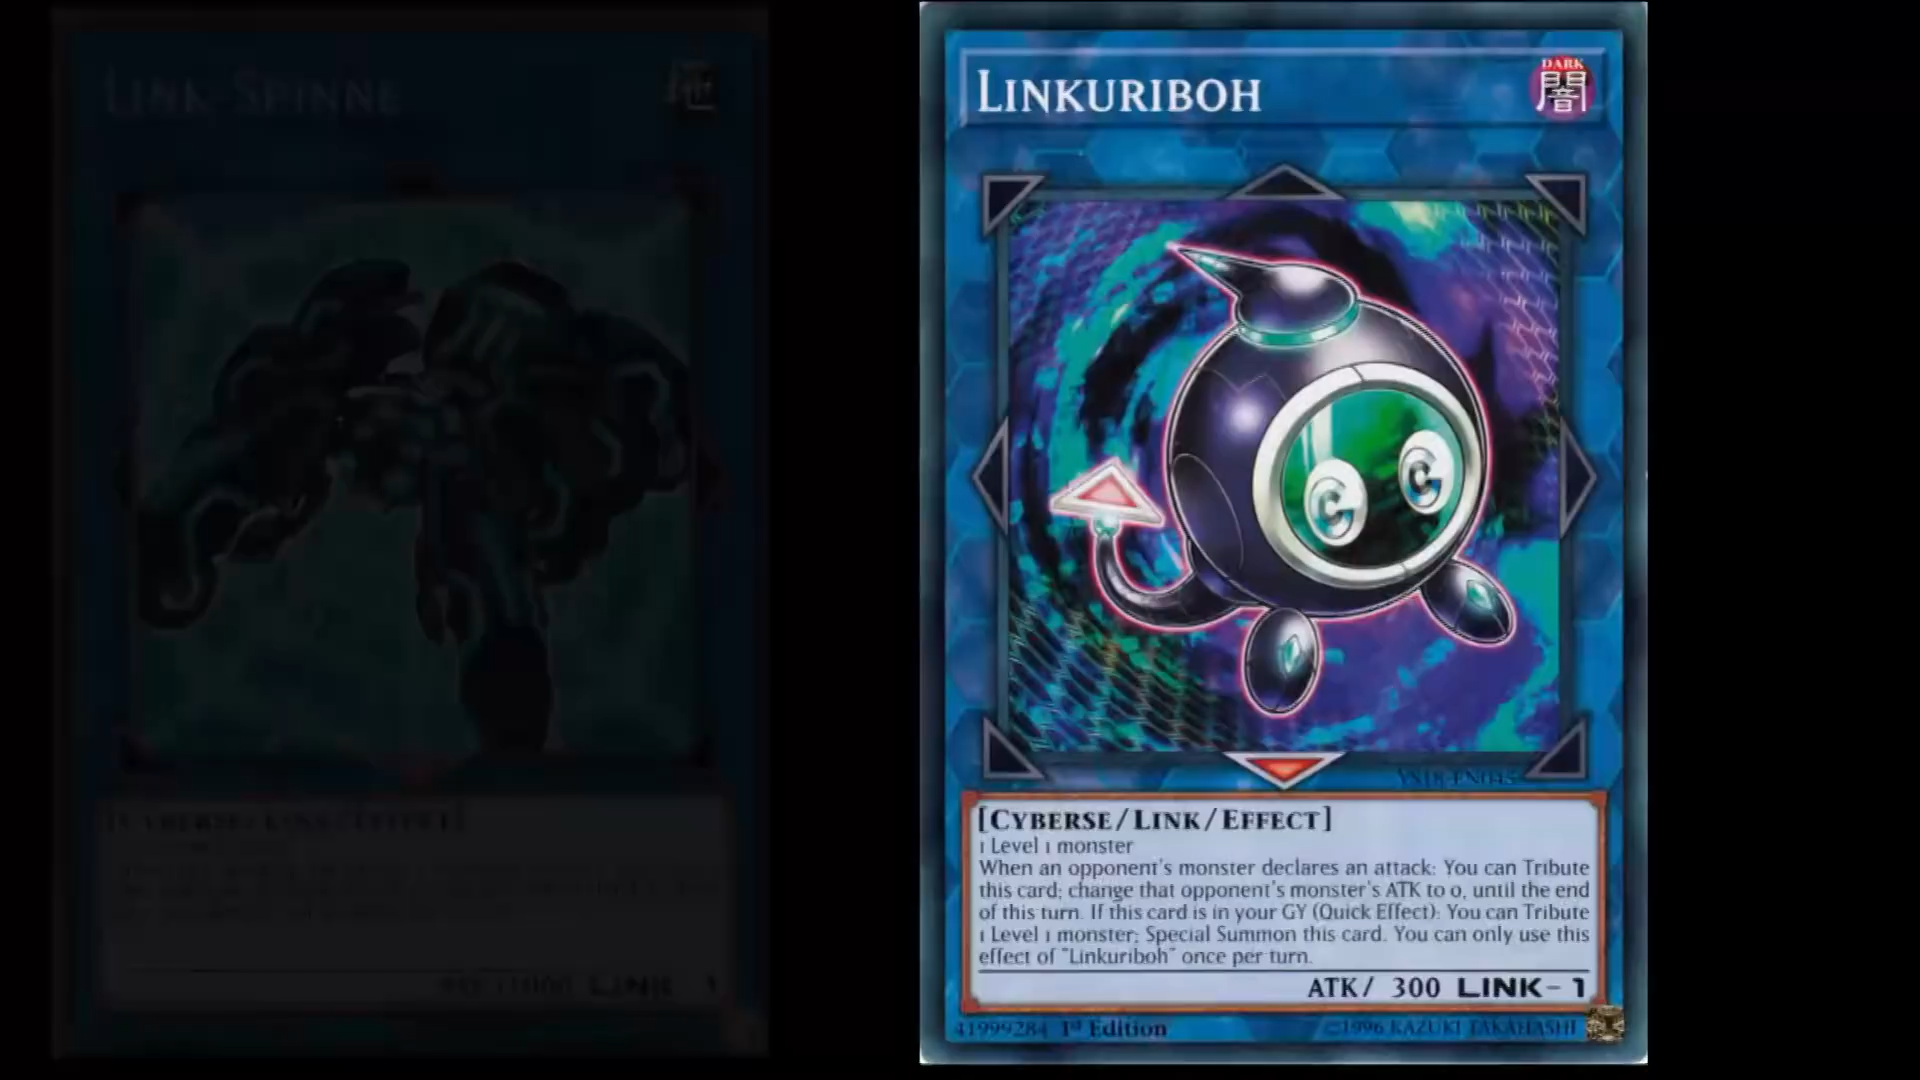 LINK SPINNE
LINKURIBOH
DARK
闇
YS18-EN045
[CYBERSE/LINK/EFFECT]
1 Level 1 monster
When an opponent's monster declares an attack: You can Tribute
this card; change that opponent's monster's ATK to 0, until the end
of this turn. If this card is in your GY (Quick Effect): You can Tribute
1 Level 1 monster; Special Summon this card. You can only use this
effect of "Linkuriboh" once per turn.
ATK/ 300 LINK-1
41999284 1st Edition
©1996 KAZUKI TAKAHASHI